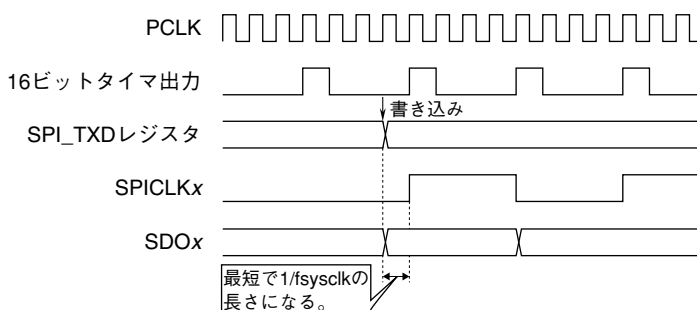 PCLK
16ビットタイマ出力
書き込み
SPI_TXDレジスタ
SPICLKx
SDOx
最短で1/fsysclkの
長さになる。